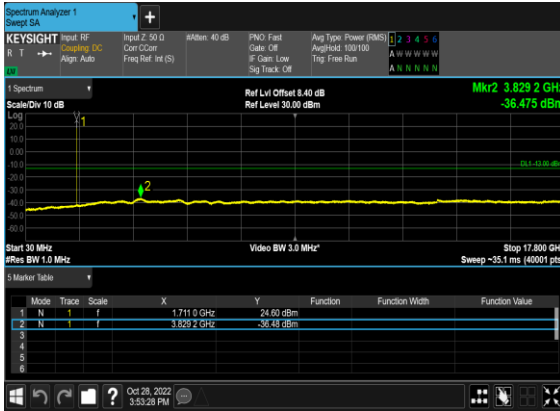 Spectrum Analyzer 1
Swept SA
+
KEYSIGHT Input: RF Input Z: 50 Ω #Atten: 40 dB PNO: Fast Avg Type: Power (RMS) 1 2 3 4 5 6
R T Coupling: DC Corr CCorr Gate: Off Avg|Hold: 100/100 A W W W W W
Align: Auto Freq Ref: Int (S) IF Gain: Low Trig: Free Run
Sig Track: Off A N N N N N
1 Spectrum
Ref Lvl Offset 8.40 dB Mkr2 3.829 2 GHz
Scale/Div 10 dB Ref Level 30.00 dBm -36.475 dBm
Log
1
20.0
10.0
0.00
-10.0 DL1 -13.00 dBm
-20.0
-30.0 2
-40.0
-50.0
-60.0
Start 30 MHz Video BW 3.0 MHz* Stop 17.800 GH
#Res BW 1.0 MHz Sweep ~35.1 ms (40001 pts
5 Marker Table
Mode Trace Scale X Y Function Function Width Function Value
1 N 1 f 1.711 0 GHz 24.60 dBm
2 N 1 f 3.829 2 GHz -36.48 dBm
3
4
5
6
? Oct 28, 2022
3:53:28 PM